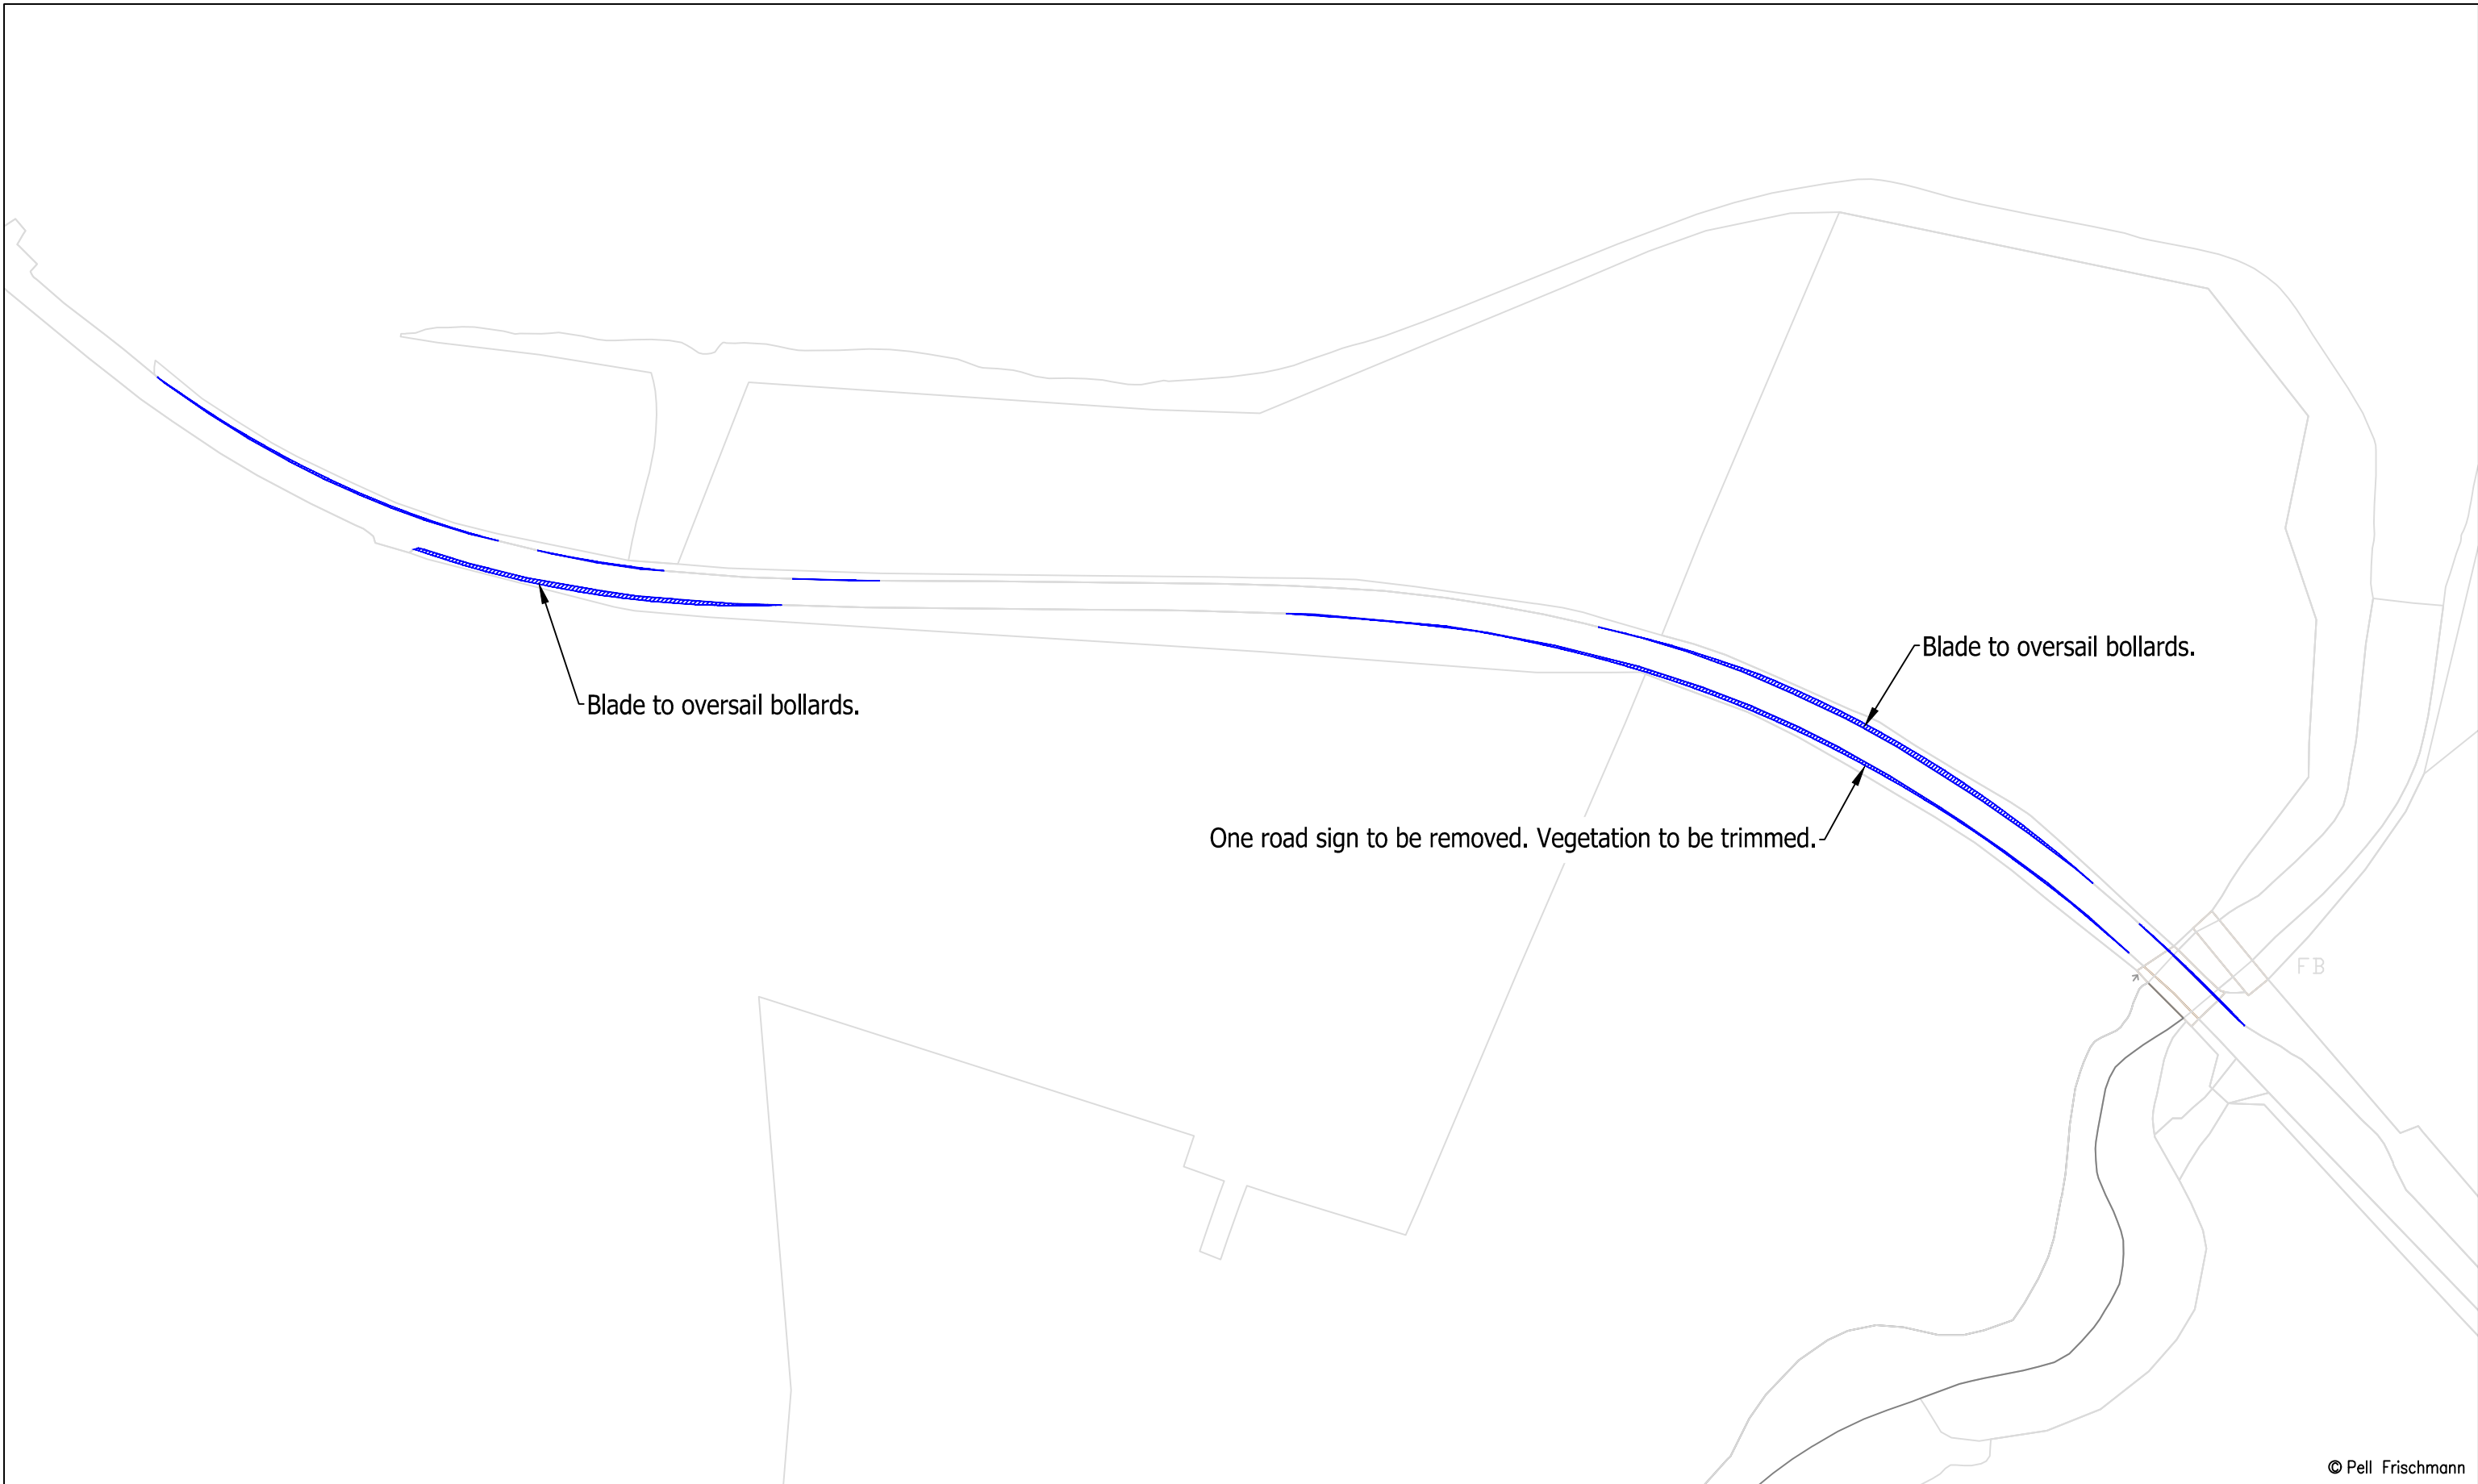 Blade to oversail bollards.
Blade to oversail bollards.
One road sign to be removed. Vegetation to be trimmed.
FB
© Pell Frischmann